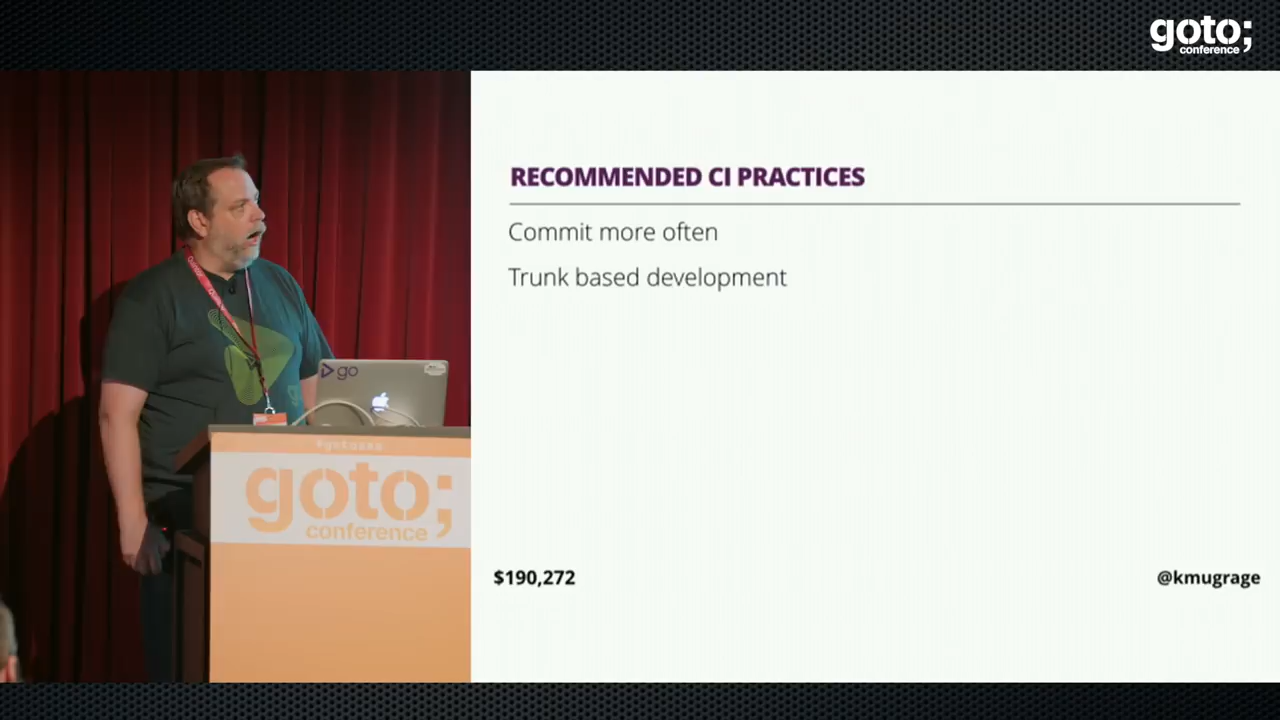 goto;
conference
RECOMMENDED CI PRACTICES
Commit more often
Trunk based development
go
goto;
conference
$190,272
@kmugrage